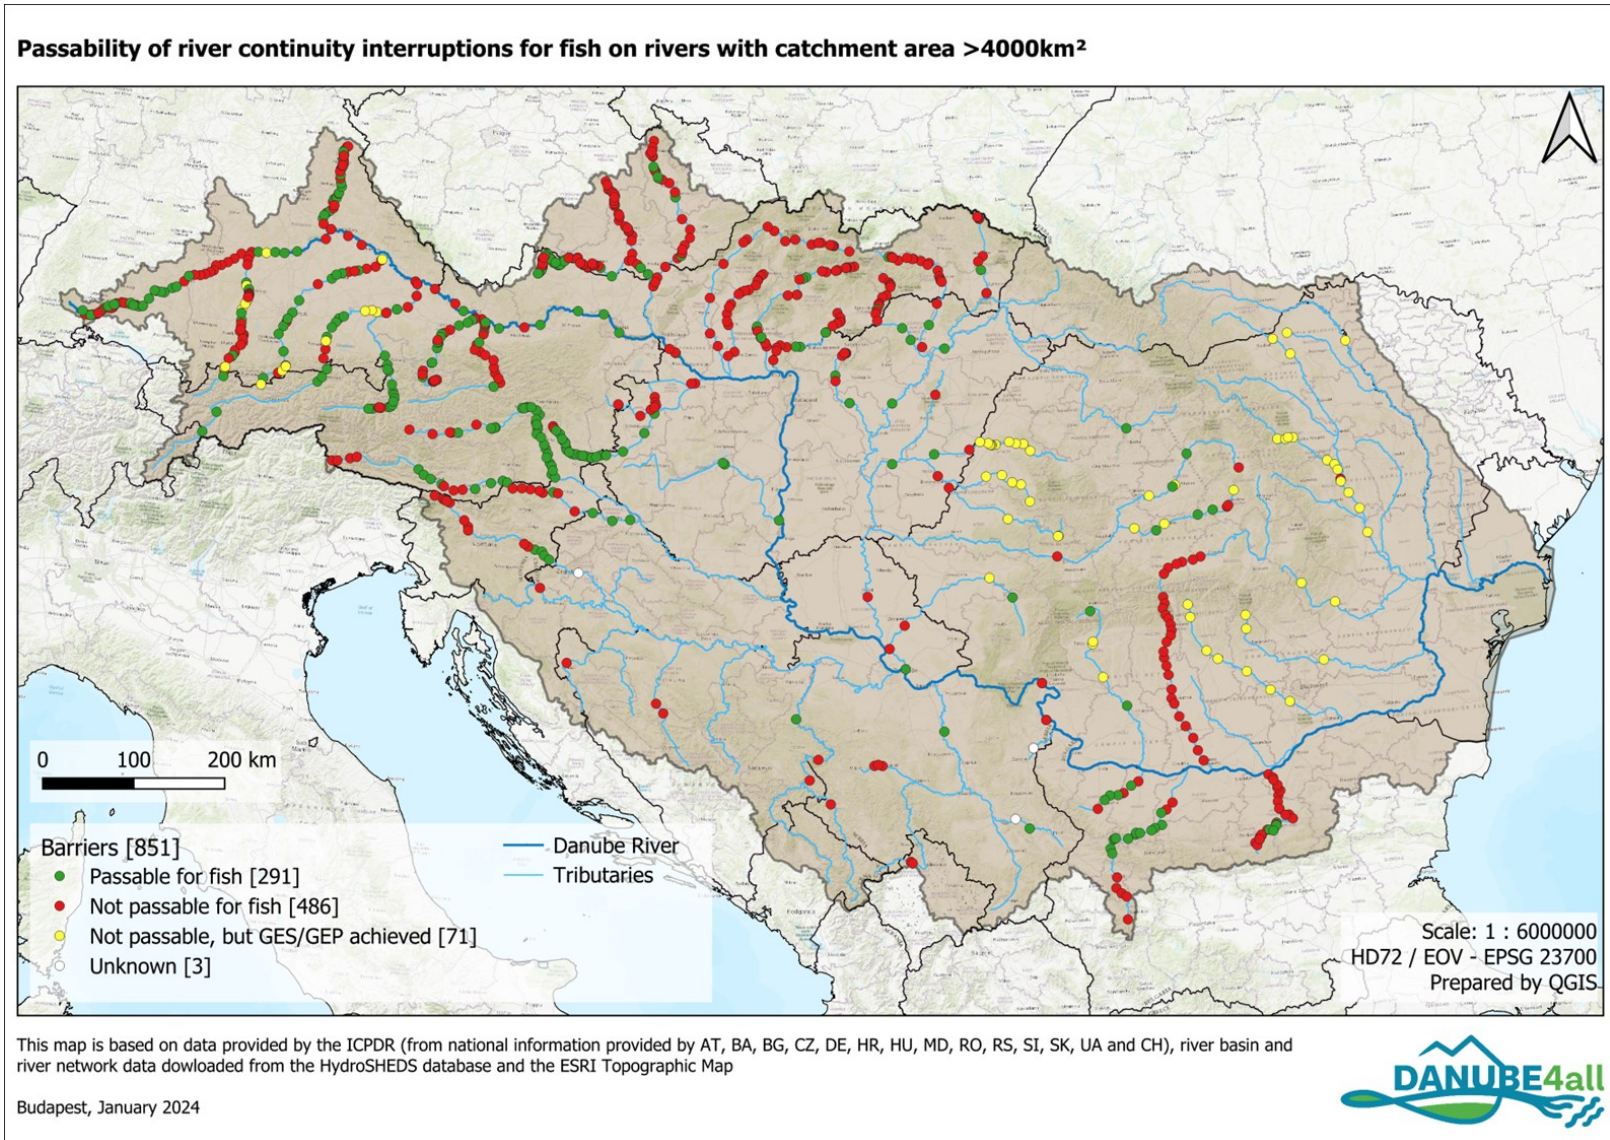 Passability of river continuity interruptions for fish on rivers with catchment area >4000km²
0 100 200 km
Barriers [851]
Passable for fish [291]
Not passable for fish [486]
Not passable, but GES/GEP achieved [71]
Unknown [3]
Danube River
Tributaries
Scale: 1 : 6000000
HD72 / EOV - EPSG 23700
Prepared by QGIS
This map is based on data provided by the ICPDR (from national information provided by AT, BA, BG, CZ, DE, HR, HU, MD, RO, RS, SI, SK, UA and CH), river basin and
river network data dowloaded from the HydroSHEDS database and the ESRI Topographic Map
Budapest, January 2024
DANUBE4all